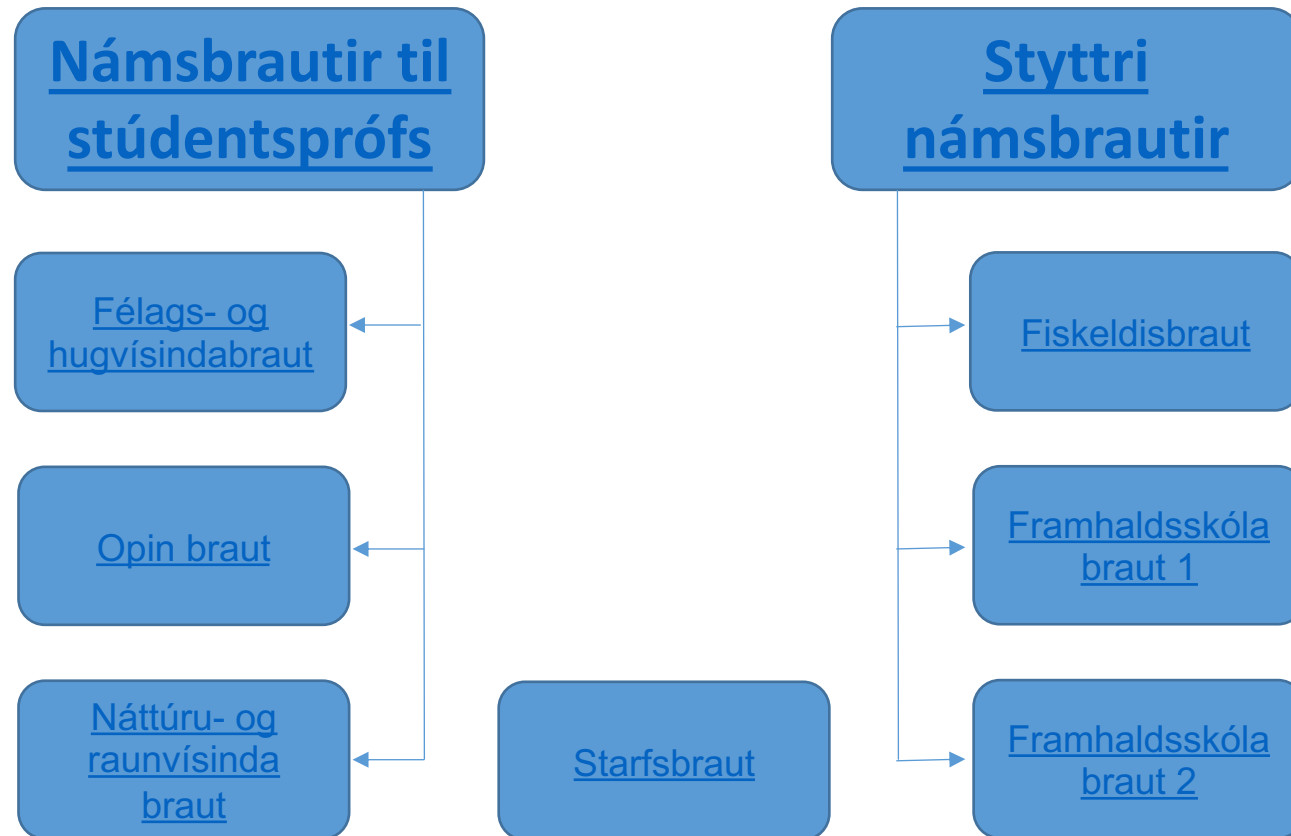 Námsbrautir til
stúdentsprófs
Styttri
námsbrautir
Félags- og
hugvísindabraut
Fiskeldisbraut
Opin braut
Framhaldsskóla
braut 1
Náttúru- og
raunvísinda
braut
Starfsbraut
Framhaldsskóla
braut 2